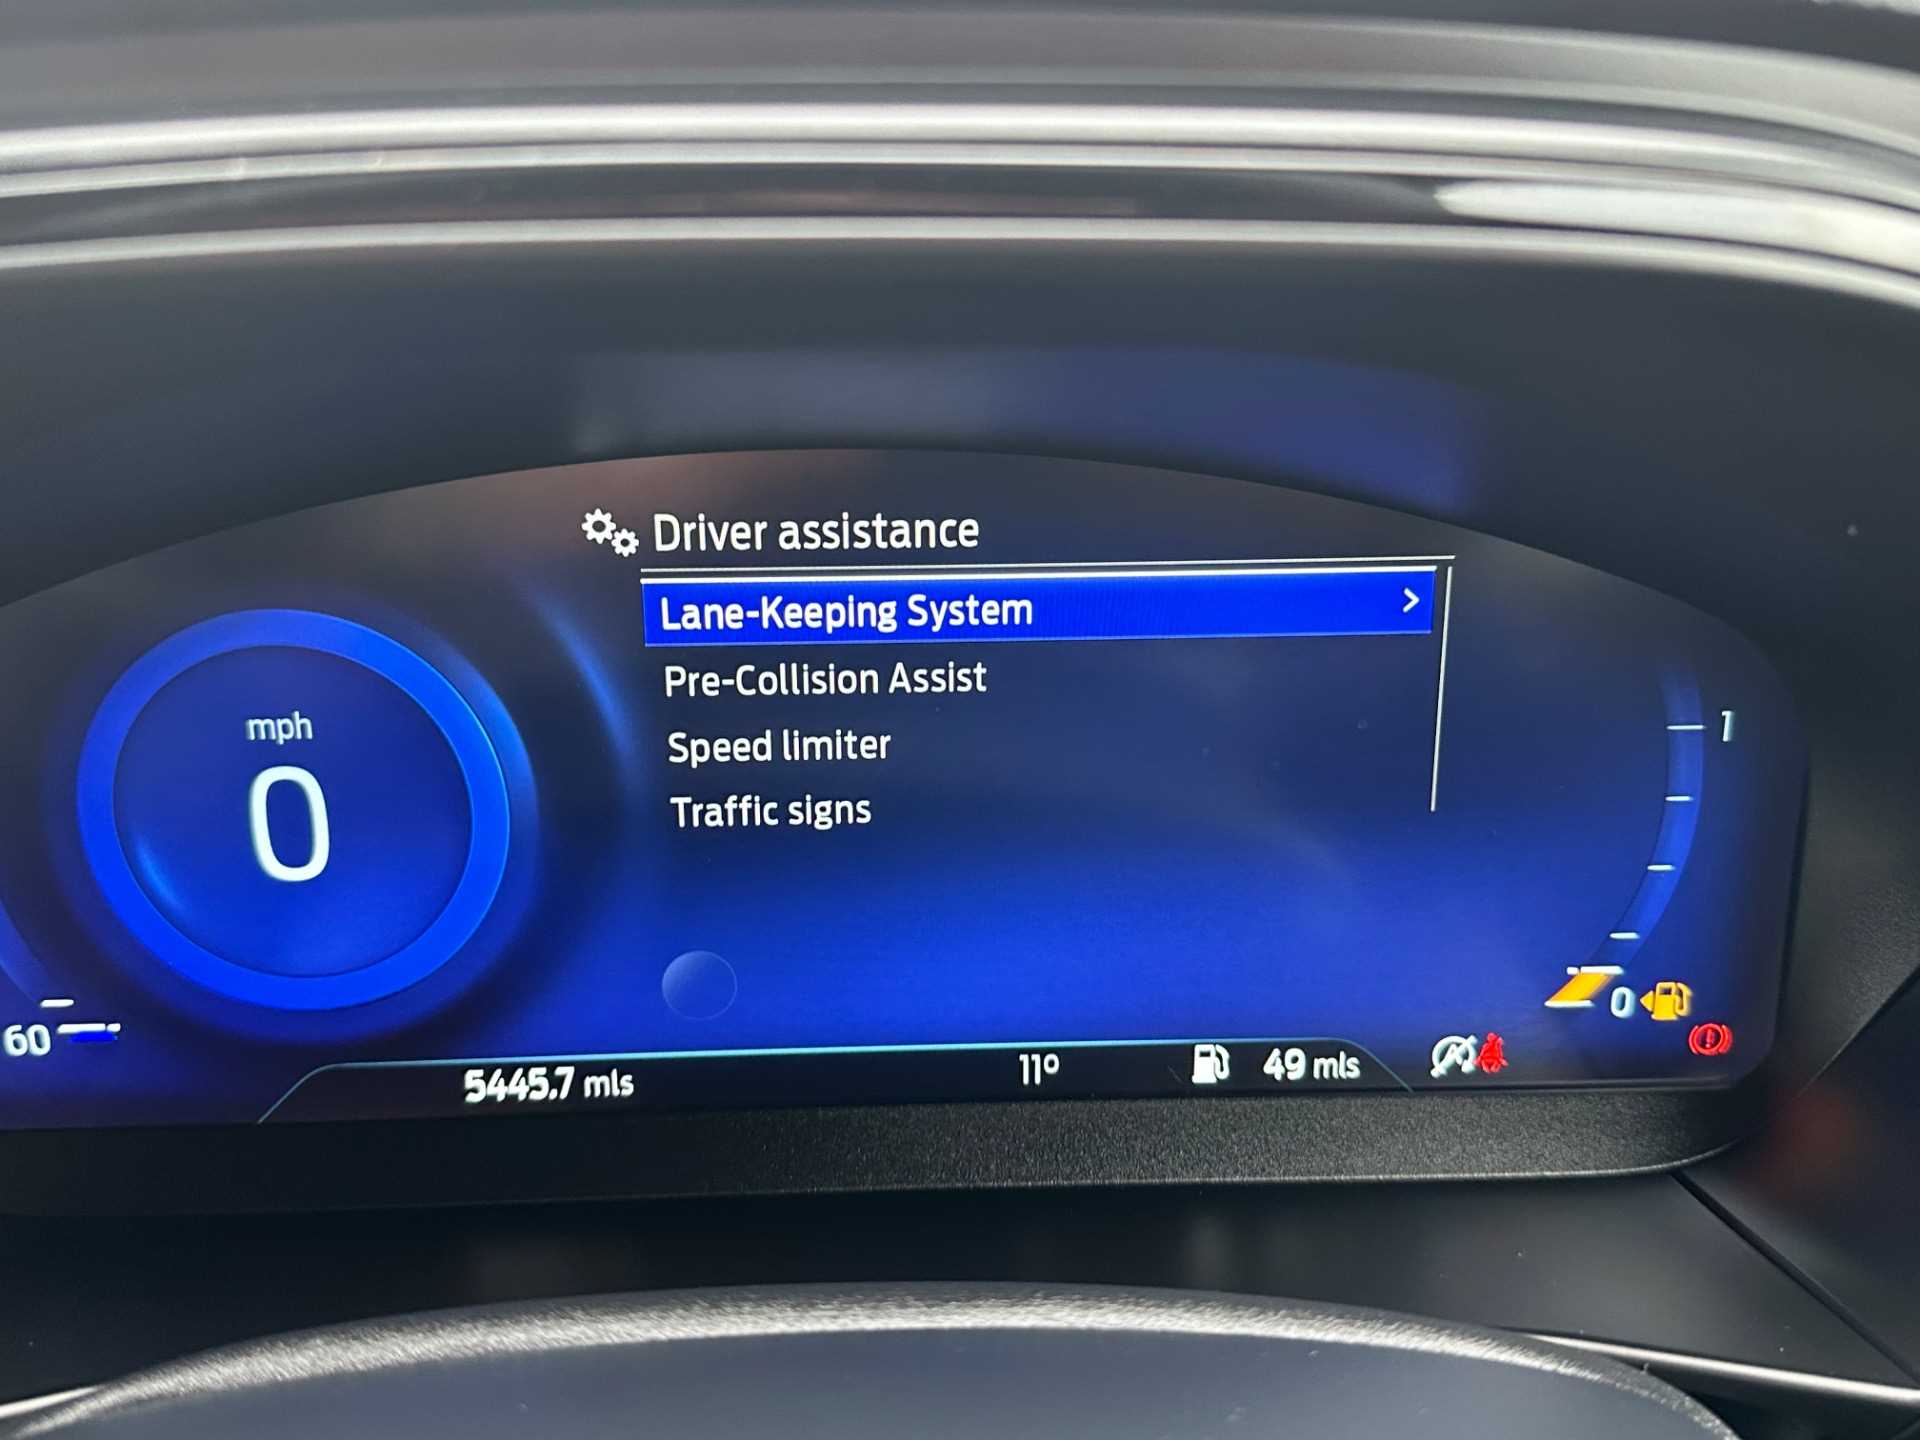 Driver assistance
Lane-Keeping System
Pre-Collision Assist
Speed limiter
Traffic signs
mph
0
1
0
60
5445.7 mls
11°
49 mls